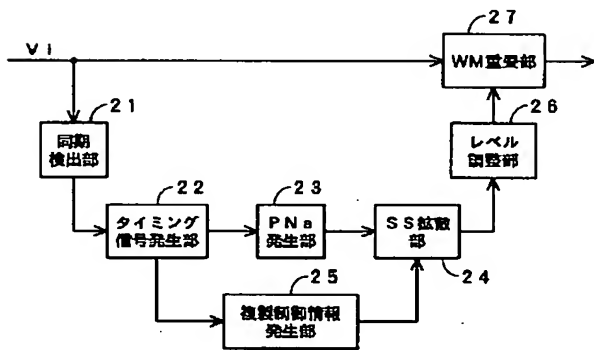 27
Vi
WM重畳部
21
26
同期
検出部
レベル
調整部
22
23
タイミング
信号発生部
PNa
発生部
SS拡散
部
24
25
複製制御情報
発生部